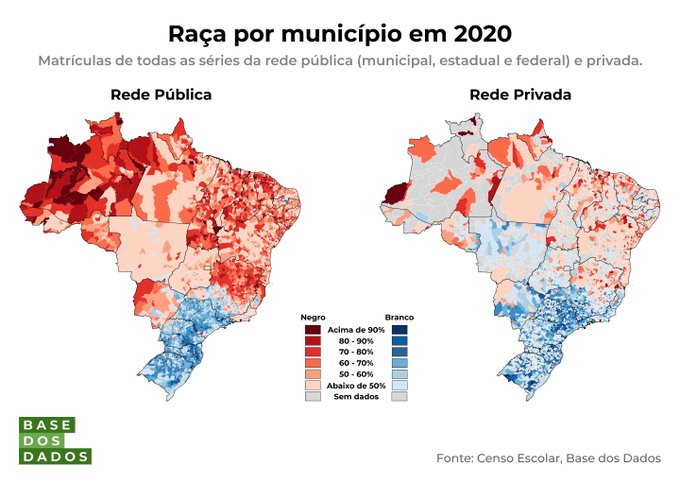 Raça por município em 2020
Matrículas de todas as séries da rede pública (municipal, estadual e federal) e privada.
Rede Pública
Rede Privada
Negro Branco
Acima de 90%
80 - 90%
70 - 80%
60 - 70%
50 - 60%
Abaixo de 50%
Sem dados
BASE
DOS
DADOS
Fonte: Censo Escolar, Base dos Dados